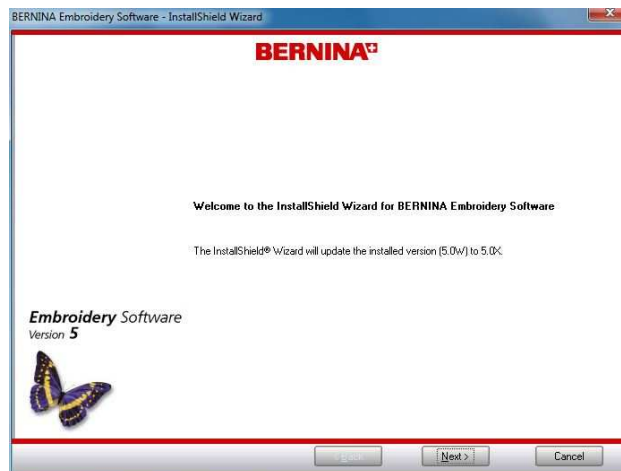 BERNINA Embroidery Software - InstallShield Wizard
BERNINA
Welcome to the InstallShield Wizard for BERNINA Embroidery Software
The InstallShield® Wizard will update the installed version (5.0W) to 5.0X.
Embroidery Software
Version 5
< Back
Next >
Cancel